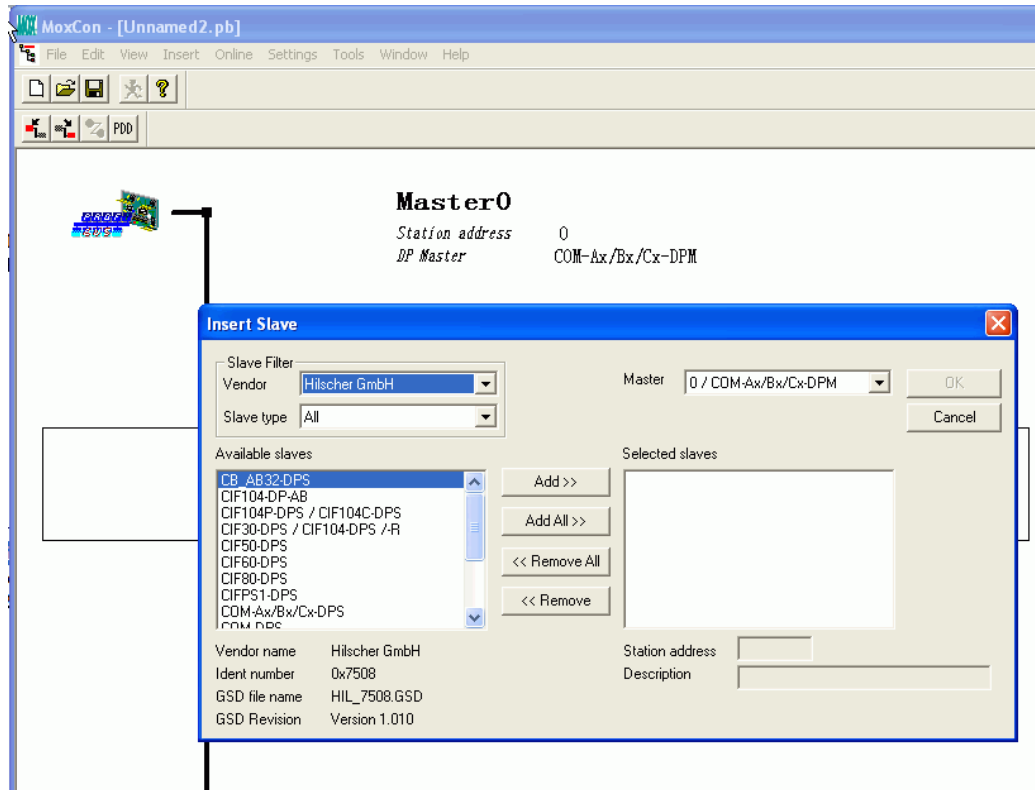 MoxCon - [Unnamed2.pb]
File Edit View Insert Online Settings Tools Window Help
PDD
Master0
Station address 0
DP Master COM-Ax/Bx/Cx-DPM
Insert Slave
Slave Filter
Vendor Hilscher GmbH
Master 0 / COM-Ax/Bx/Cx-DPM
OK
Slave type All
Cancel
Available slaves
Selected slaves
CB_AB32-DPS
CIF104-DP-AB
CIF104P-DPS / CIF104C-DPS
CIF30-DPS / CIF104-DPS /-R
CIF50-DPS
CIF60-DPS
CIF80-DPS
CIFPS1-DPS
COM-Ax/Bx/Cx-DPS
COM-DPS
Add >>
Add All >>
<< Remove All
<< Remove
Vendor name Hilscher GmbH
Ident number 0x7508
GSD file name HIL_7508.GSD
GSD Revision Version 1.010
Station address
Description